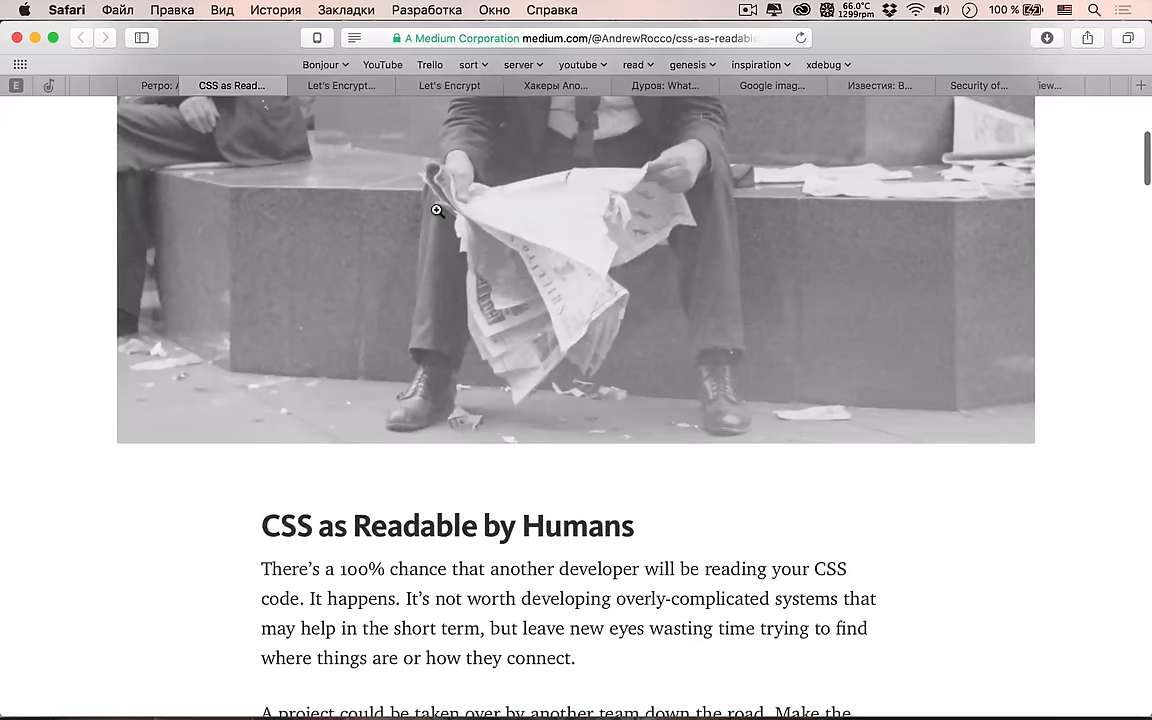 Safari Файл Правка Вид История Закладки Разработка Окно Справка 66.0°C 1299rpm 100 %
A Medium Corporation medium.com/@AndrewRocco/css-as-readabl
Bonjour YouTube Trello sort server youtube read genesis inspiration xdebug
E Ретро: CSS as Read... Let's Encrypt... Let's Encrypt Хакеры Ano... Дуров: What... Google imag... Известия: В... Security of... iew...
CSS as Readable by Humans
There's a 100% chance that another developer will be reading your CSS
code. It happens. It's not worth developing overly-complicated systems that
may help in the short term, but leave new eyes wasting time trying to find
where things are or how they connect.
A project could be taken over by another team down the road. Make the